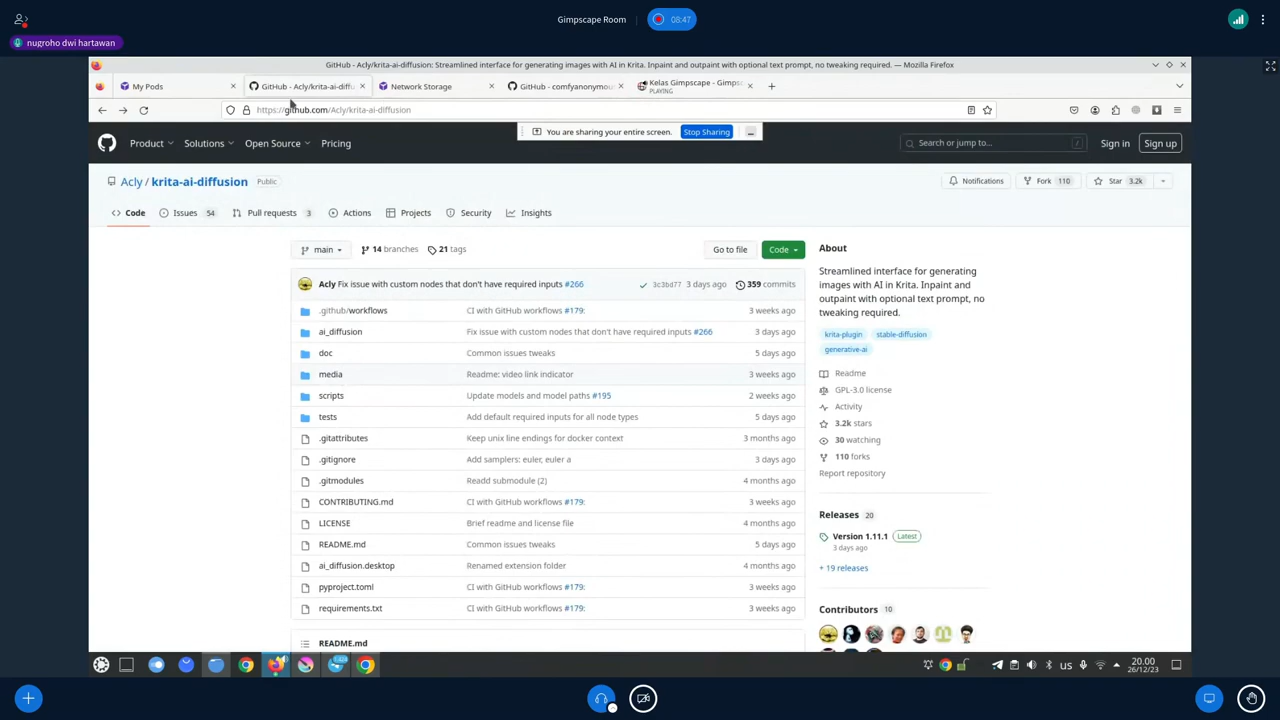 Gimpscape Room
08:47
nugroho dwi hartawan
GitHub - Acly/krita-ai-diffusion: Streamlined interface for generating images with AI in Krita. Inpaint and outpaint with optional text prompt, no tweaking required. — Mozilla Firefox
My Pods
GitHub - Acly/krita-ai-diffu
Network Storage
GitHub - comfyanonymou
Kelas Gimpscape - Gimps
PLAYING
https://github.com/Acly/krita-ai-diffusion
You are sharing your entire screen.
Stop Sharing
Product
Solutions
Open Source
Pricing
Search or jump to...
/
Sign in
Sign up
Acly / krita-ai-diffusion
Public
Notifications
Fork 110
Star 3.2k
Code
Issues 54
Pull requests 3
Actions
Projects
Security
Insights
main
14 branches
21 tags
Go to file
Code
Acly Fix issue with custom nodes that don't have required inputs #266
3c3bd77 3 days ago
359 commits
.github/workflows CI with GitHub workflows #179: 3 weeks ago
ai_diffusion Fix issue with custom nodes that don't have required inputs #266 3 days ago
doc Common issues tweaks 5 days ago
media Readme: video link indicator 3 weeks ago
scripts Update models and model paths #195 2 weeks ago
tests Add default required inputs for all node types 5 days ago
.gitattributes Keep unix line endings for docker context 3 months ago
.gitignore Add samplers: euler, euler a 3 days ago
.gitmodules Readd submodule (2) 4 months ago
CONTRIBUTING.md CI with GitHub workflows #179: 3 weeks ago
LICENSE Brief readme and license file 4 months ago
README.md Common issues tweaks 5 days ago
ai_diffusion.desktop Renamed extension folder 4 months ago
pyproject.toml CI with GitHub workflows #179: 3 weeks ago
requirements.txt CI with GitHub workflows #179: 3 weeks ago
README.md
About
Streamlined interface for generating
images with AI in Krita. Inpaint and
outpaint with optional text prompt, no
tweaking required.
krita-plugin
stable-diffusion
generative-ai
Readme
GPL-3.0 license
Activity
3.2k stars
30 watching
110 forks
Report repository
Releases 20
Version 1.11.1 Latest
3 days ago
+ 19 releases
Contributors 10
us
20.00
26/12/23